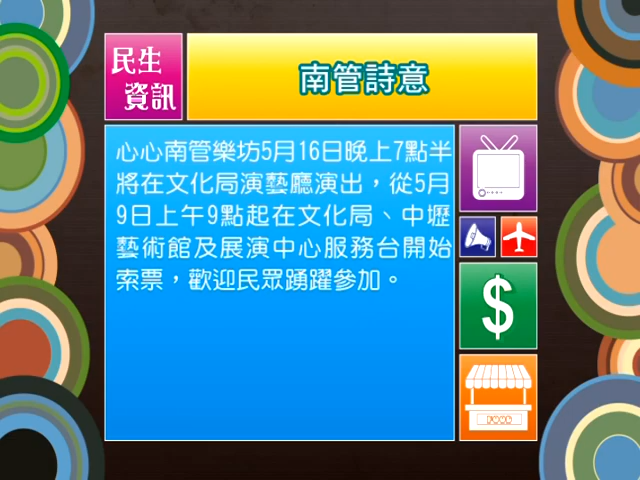 民生
資訊
南管詩意
心心南管樂坊5月16日晚上7點半
將在文化局演藝廳演出，從5月
9日上午9點起在文化局、中壢
藝術館及展演中心服務台開始
索票，歡迎民眾踴躍參加。
$